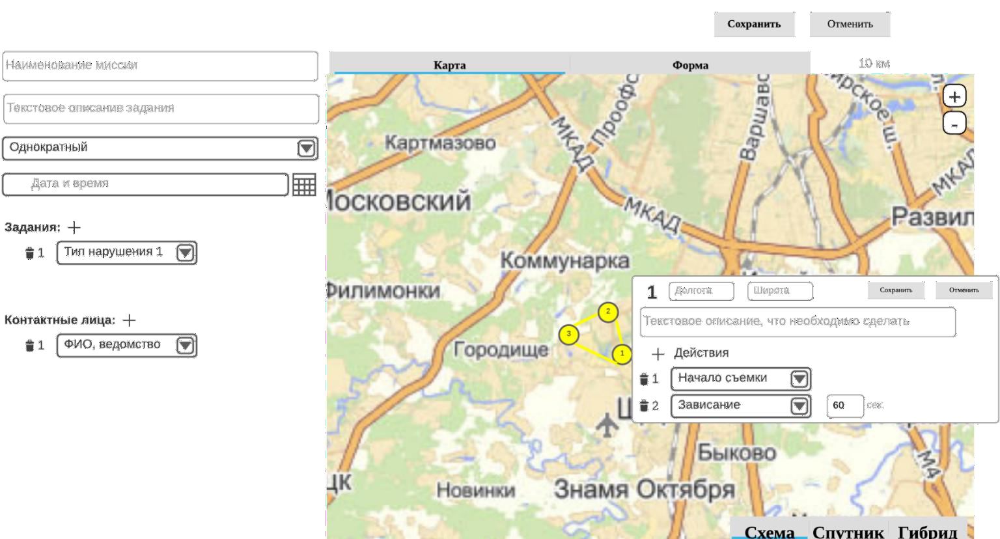 Сохранить Отменить
Наименование миссии
Карта Форма 10 км
Текстовое описание задания
Однократный
Дата и время
Задания: +
1 Тип нарушения 1
Контактные лица: +
1 ФИО, ведомство
+
-
МКАД
Варшавс
ирское ш.
Картмазово
МКАД
осковский
МКАД
Развил
Коммунарка
Филимонки
1 Долгота Широта Сохранить Отменить
Текстовое описание, что необходимо сделать
+ Действия
1 Начало съемки
2 Зависание 60 сек.
2
3
1
Городище
Быково
МА
ЦК
Новинки
Знамя Октября
Схема Спутник Гибрид